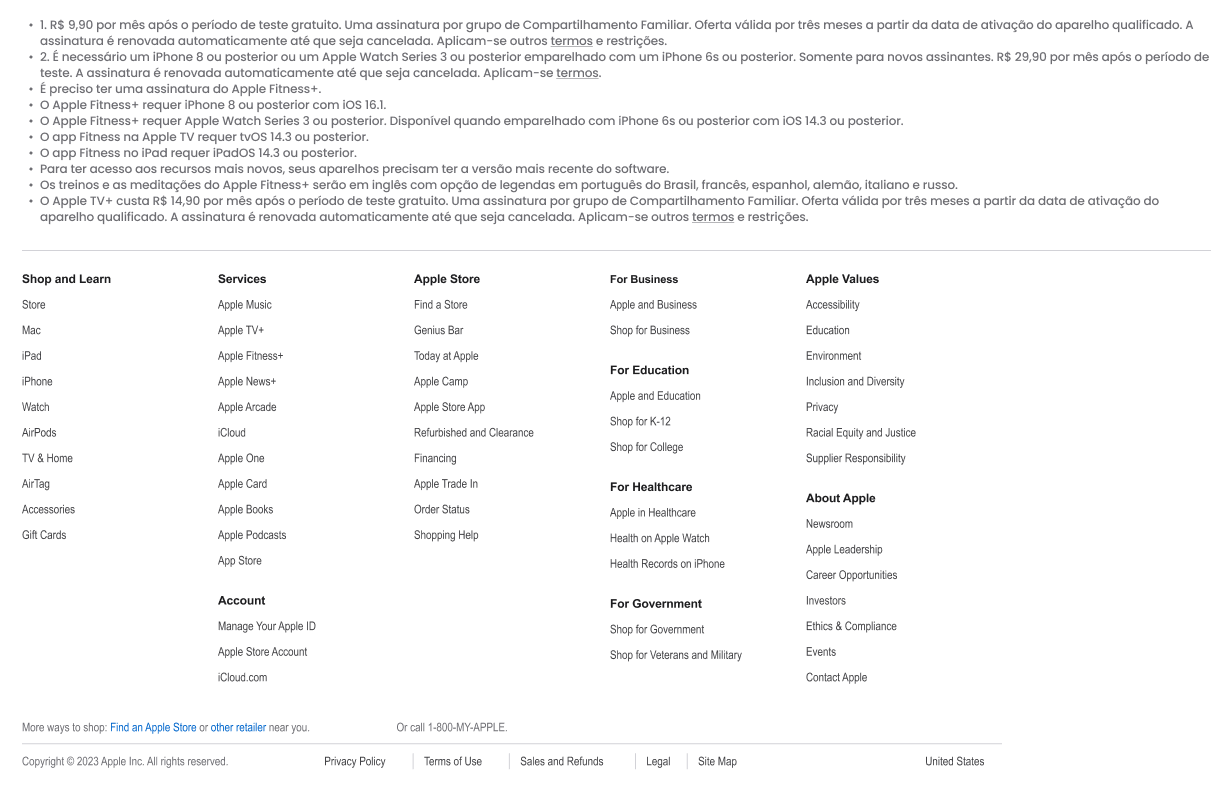 • 1. R$ 9,90 por mês após o período de teste gratuito. Uma assinatura por grupo de Compartilhamento Familiar. Oferta válida por três meses a partir da data de ativação do aparelho qualificado. A
assinatura é renovada automaticamente até que seja cancelada. Aplicam-se outros termos e restrições.
• 2. É necessário um iPhone 8 ou posterior ou um Apple Watch Series 3 ou posterior emparelhado com um iPhone 6s ou posterior. Somente para novos assinantes. R$ 29,90 por mês após o período de
teste. A assinatura é renovada automaticamente até que seja cancelada. Aplicam-se termos.
• É preciso ter uma assinatura do Apple Fitness+.
• O Apple Fitness+ requer iPhone 8 ou posterior com iOS 16.1.
• O Apple Fitness+ requer Apple Watch Series 3 ou posterior. Disponível quando emparelhado com iPhone 6s ou posterior com iOS 14.3 ou posterior.
• O app Fitness na Apple TV requer tvOS 14.3 ou posterior.
• O app Fitness no iPad requer iPadOS 14.3 ou posterior.
• Para ter acesso aos recursos mais novos, seus aparelhos precisam ter a versão mais recente do software.
• Os treinos e as meditações do Apple Fitness+ serão em inglês com opção de legendas em português do Brasil, francês, espanhol, alemão, italiano e russo.
• O Apple TV+ custa R$ 14,90 por mês após o período de teste gratuito. Uma assinatura por grupo de Compartilhamento Familiar. Oferta válida por três meses a partir da data de ativação do
aparelho qualificado. A assinatura é renovada automaticamente até que seja cancelada. Aplicam-se outros termos e restrições.
Shop and Learn
Store
Mac
iPad
iPhone
Watch
AirPods
TV & Home
AirTag
Accessories
Gift Cards
Services
Apple Music
Apple TV+
Apple Fitness+
Apple News+
Apple Arcade
iCloud
Apple One
Apple Card
Apple Books
Apple Podcasts
App Store
Account
Manage Your Apple ID
Apple Store Account
iCloud.com
Apple Store
Find a Store
Genius Bar
Today at Apple
Apple Camp
Apple Store App
Refurbished and Clearance
Financing
Apple Trade In
Order Status
Shopping Help
For Business
Apple and Business
Shop for Business
For Education
Apple and Education
Shop for K-12
Shop for College
For Healthcare
Apple in Healthcare
Health on Apple Watch
Health Records on iPhone
For Government
Shop for Government
Shop for Veterans and Military
Apple Values
Accessibility
Education
Environment
Inclusion and Diversity
Privacy
Racial Equity and Justice
Supplier Responsibility
About Apple
Newsroom
Apple Leadership
Career Opportunities
Investors
Ethics & Compliance
Events
Contact Apple
More ways to shop: Find an Apple Store or other retailer near you. Or call 1-800-MY-APPLE.
Copyright © 2023 Apple Inc. All rights reserved. Privacy Policy Terms of Use Sales and Refunds Legal Site Map United States